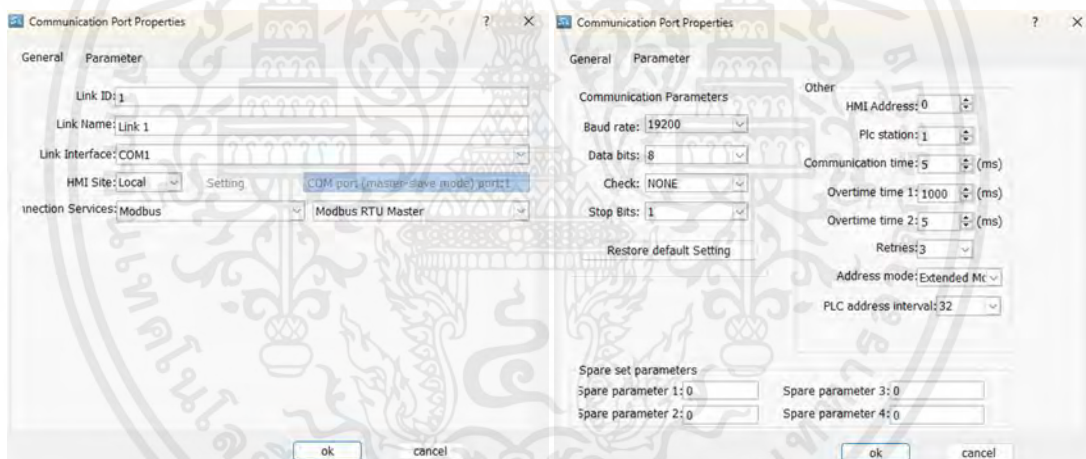 Communication Port Properties ? ×
General Parameter
Link ID: 1
Link Name: Link 1
Link Interface: COM1
HMI Site: Local Setting COM port (master-slave mode) port:1
nnection Services: Modbus Modbus RTU Master
ok cancel
Communication Port Properties ? ×
General Parameter
Communication Parameters
Baud rate: 19200
Data bits: 8
Check: NONE
Stop Bits: 1
Restore default Setting
Other
HMI Address: 0
Plc station: 1
Communication time: 5 (ms)
Overtime time 1: 1000 (ms)
Overtime time 2: 5 (ms)
Retries: 3
Address mode: Extended Mc
PLC address interval: 32
Spare set parameters
Spare parameter 1: 0 Spare parameter 3: 0
Spare parameter 2: 0 Spare parameter 4: 0
ok cancel